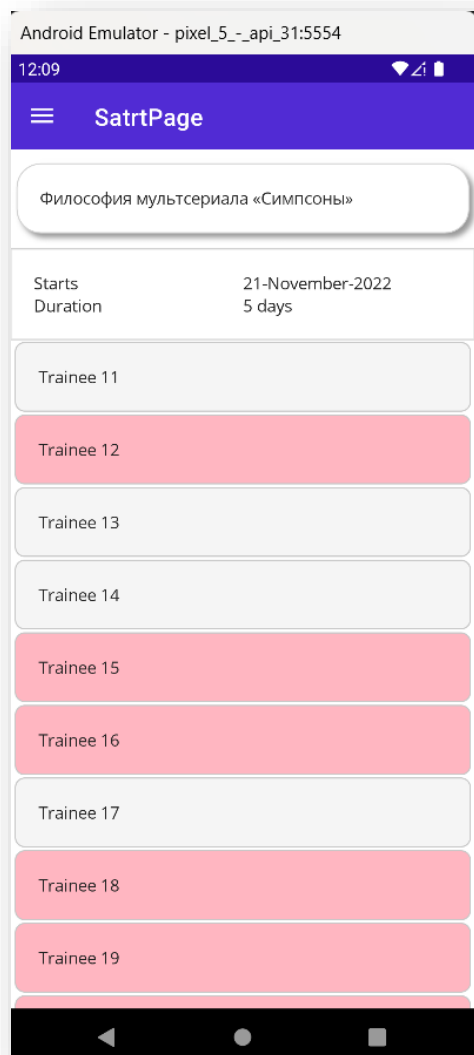 Android Emulator - pixel_5_-_api_31:5554
12:09
SatrtPage
Философия мультсериала «Симпсоны»
Starts 21-November-2022
Duration 5 days
Trainee 11
Trainee 12
Trainee 13
Trainee 14
Trainee 15
Trainee 16
Trainee 17
Trainee 18
Trainee 19